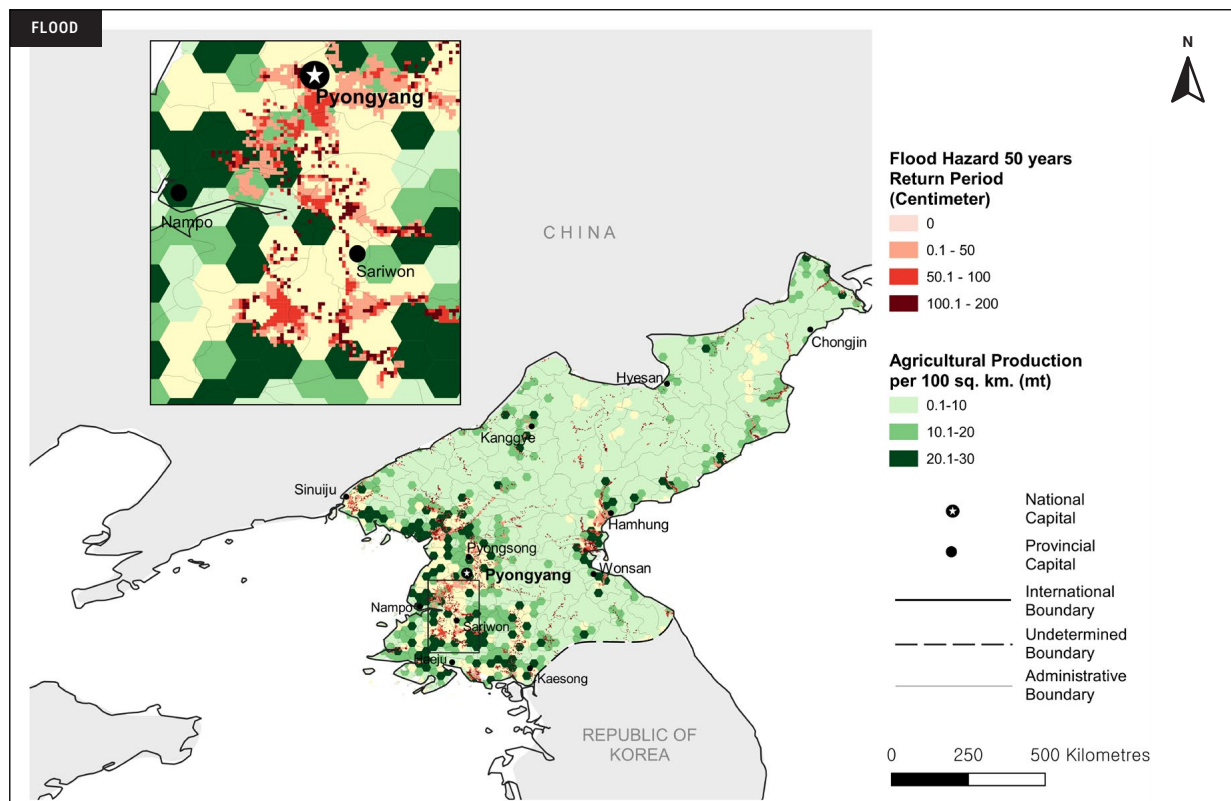 FLOOD
Pyongyang
Nampo
Sariwon
CHINA
Chongjin
Hyesan
Kanggye
Sinuiju
Hamhung
Pyongsong
Pyongyang
Wonsan
Nampo
Sariwon
Haeju
Kaesong
REPUBLIC OF
KOREA
N
Flood Hazard 50 years
Return Period
(Centimeter)
0
0.1 - 50
50.1 - 100
100.1 - 200
Agricultural Production
per 100 sq. km. (mt)
0.1-10
10.1-20
20.1-30
National
Capital
Provincial
Capital
International
Boundary
Undetermined
Boundary
Administrative
Boundary
0 250 500 Kilometres